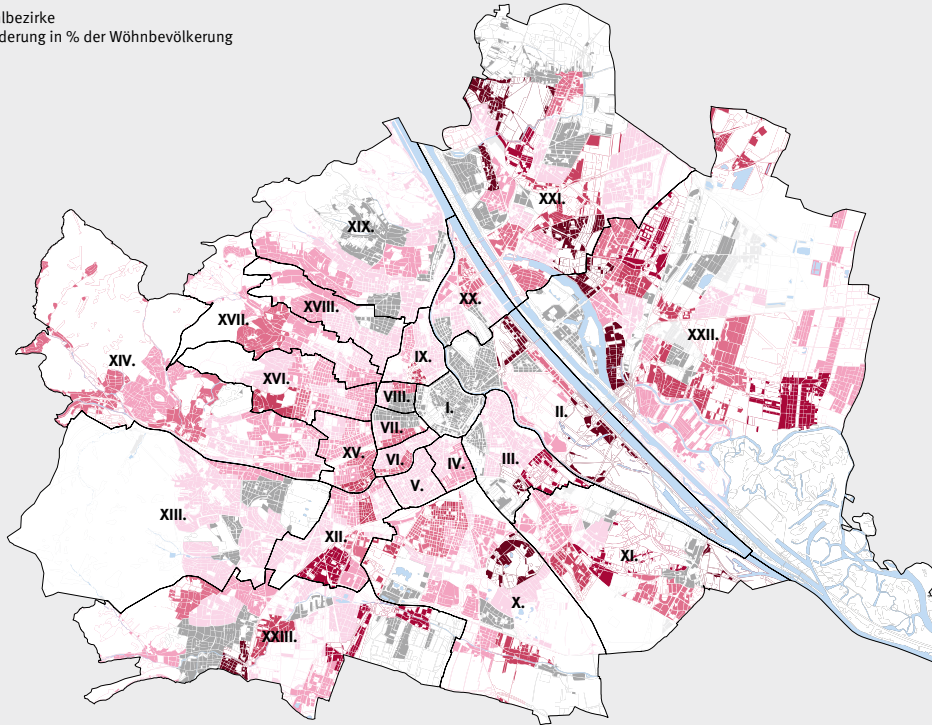 lbezirke
derung in % der Wöhnbevölkerung
XXI.
XIX.
XX.
XVIII.
XVII.
XXII.
IX.
XIV.
XVI.
VIII.
I.
II.
VII.
XV.
VI.
IV.
III.
V.
XIII.
XII.
XI.
X.
XXIII.